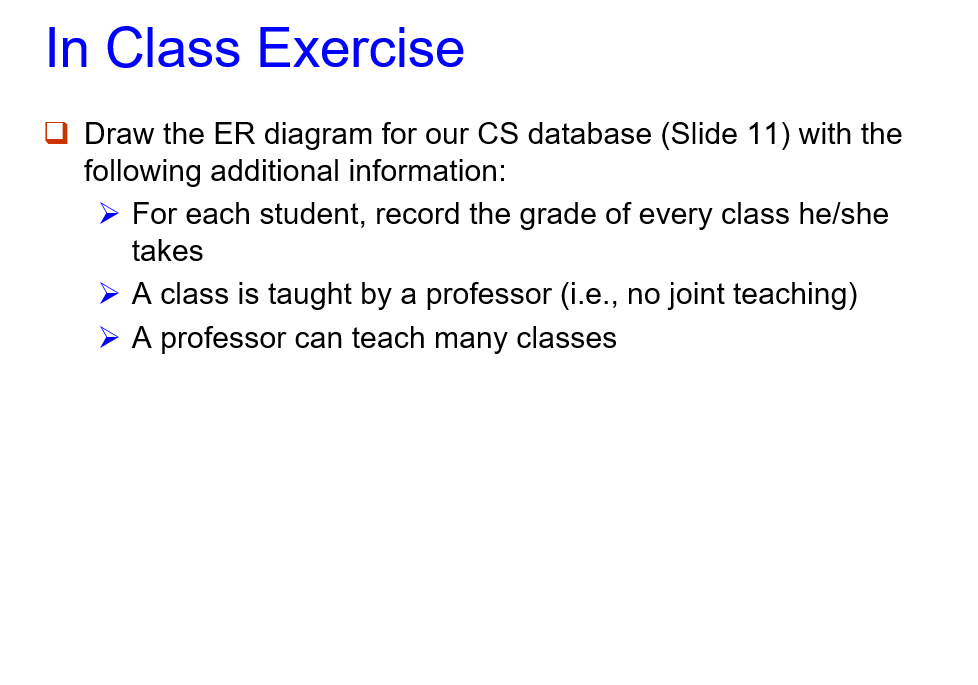 In Class Exercise
Draw the ER diagram for our CS database (Slide 11) with the
following additional information:
For each student, record the grade of every class he/she
takes
A class is taught by a professor (i.e., no joint teaching)
A professor can teach many classes